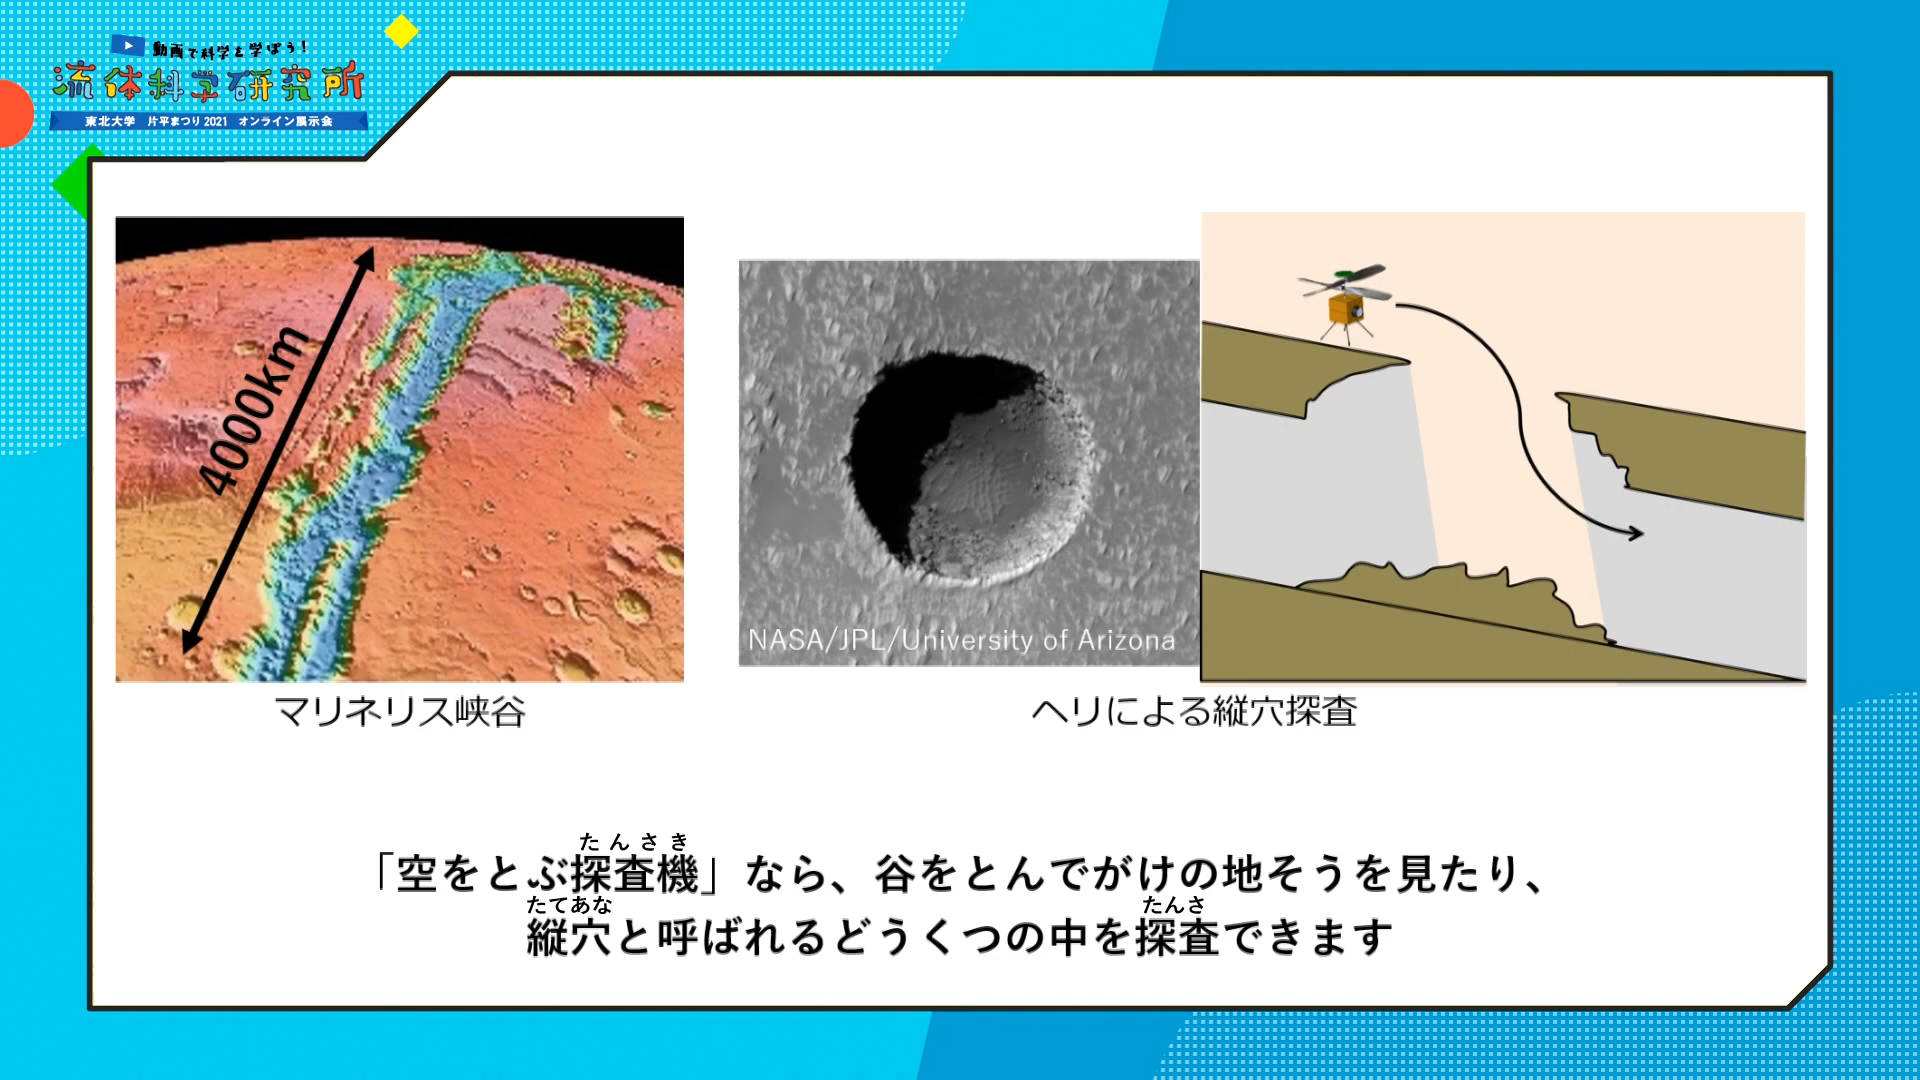 動画で科学を学ぼう!
流体科学研究所
東北大学 片平まつり2021 オンライン展示会
4000km
NASA/JPL/University of Arizona
マリネリス峡谷
ヘリによる縦穴探査
たんさき
「空をとぶ探査機」なら、谷をとんでがけの地そうを見たり、
たてあな たんさ
縦穴と呼ばれるどうくつの中を探査できます